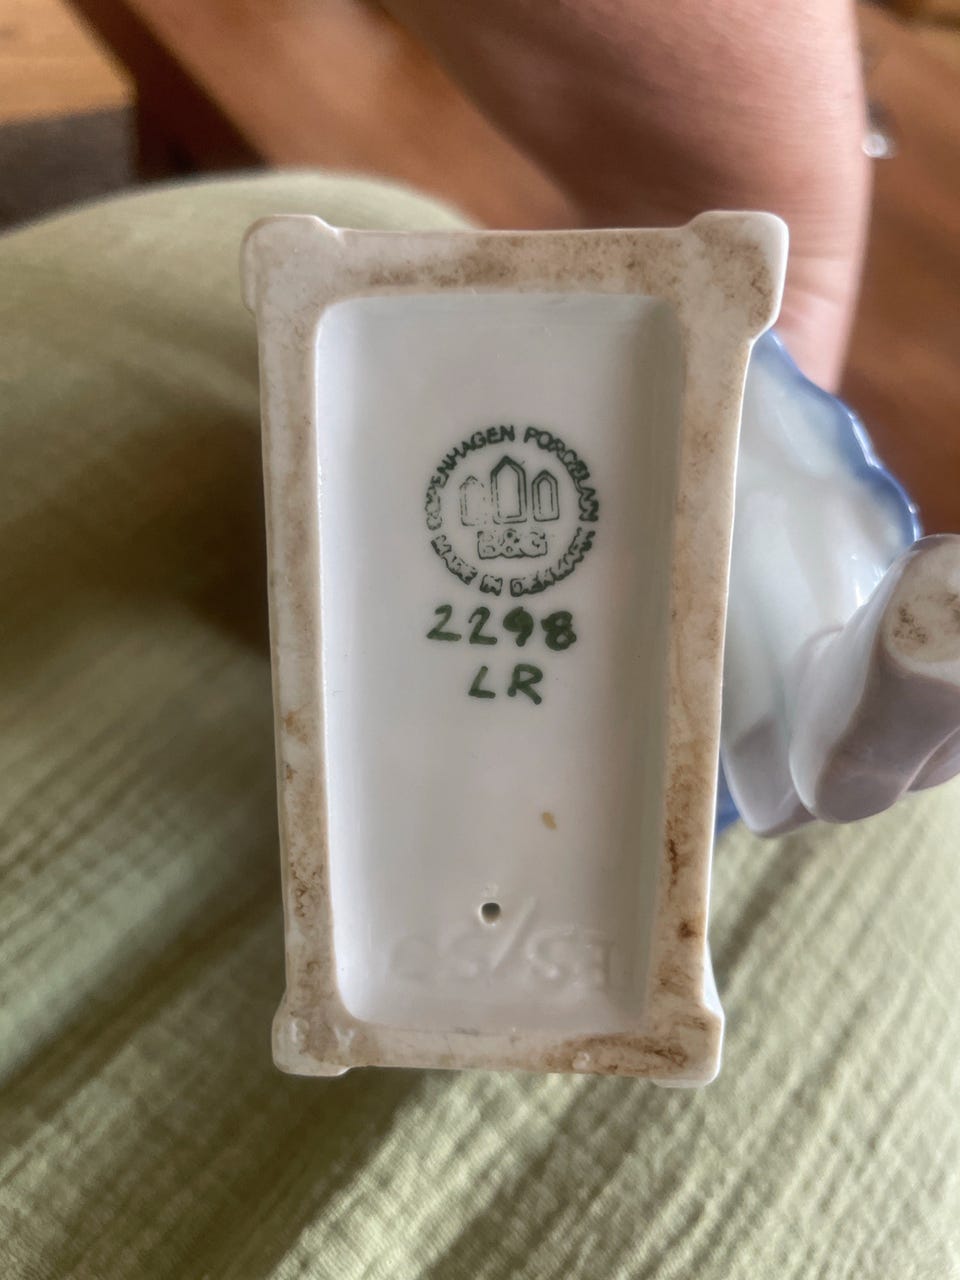 COPENHAGEN PORCELAIN
B&G
MADE IN DENMARK
2298
LR